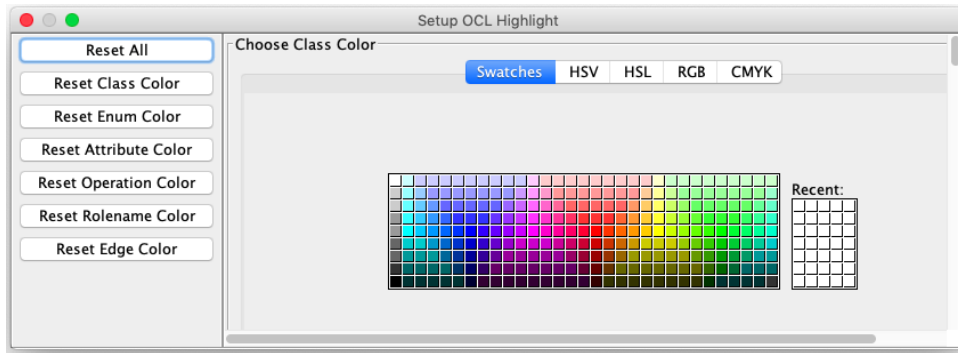 Setup OCL Highlight
Reset All
Reset Class Color
Reset Enum Color
Reset Attribute Color
Reset Operation Color
Reset Rolename Color
Reset Edge Color
Choose Class Color
Swatches HSV HSL RGB CMYK
Recent: